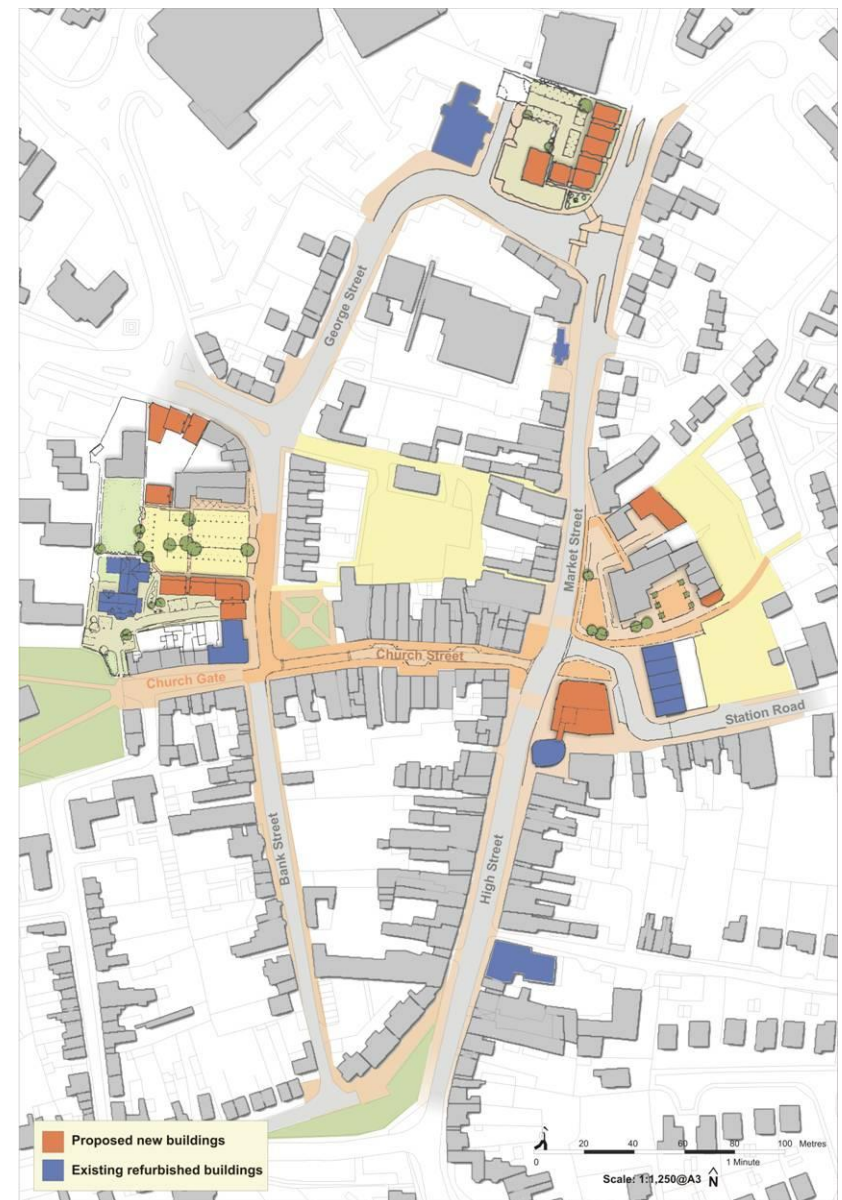 George Street
Market Street
Church Street
Church Gate
Station Road
Bank Street
High Street
Proposed new buildings
Existing refurbished buildings
20 40 60 80 100 Metres
0 1 Minute
Scale: 1:1,250@A3 N